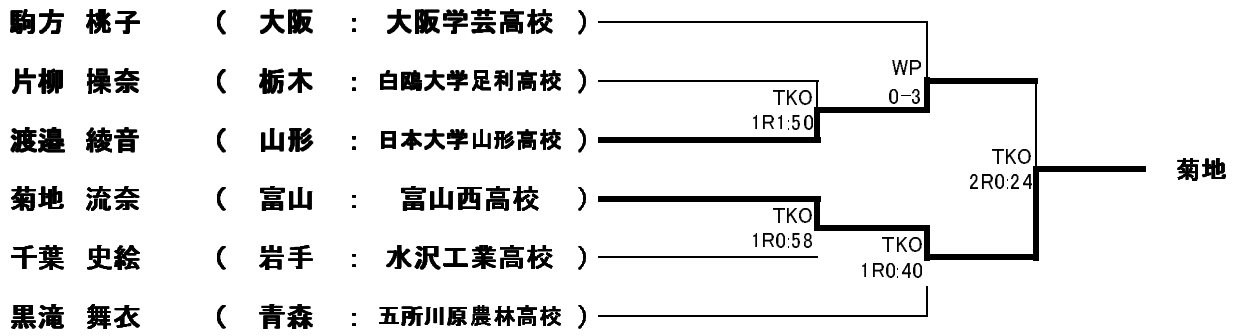 駒方 桃子 ( 大阪 : 大阪学芸高校 )
WP
片柳 操奈 ( 栃木 : 白鴎大学足利高校 )
0-3
TKO
1R1:50
渡邉 綾音 ( 山形 : 日本大学山形高校 )
TKO
菊地
2R0:24
菊地 流奈 ( 富山 : 富山西高校 )
TKO
1R0:58
TKO
千葉 史絵 ( 岩手 : 水沢工業高校 )
1R0:40
黒滝 舞衣 ( 青森 : 五所川原農林高校 )